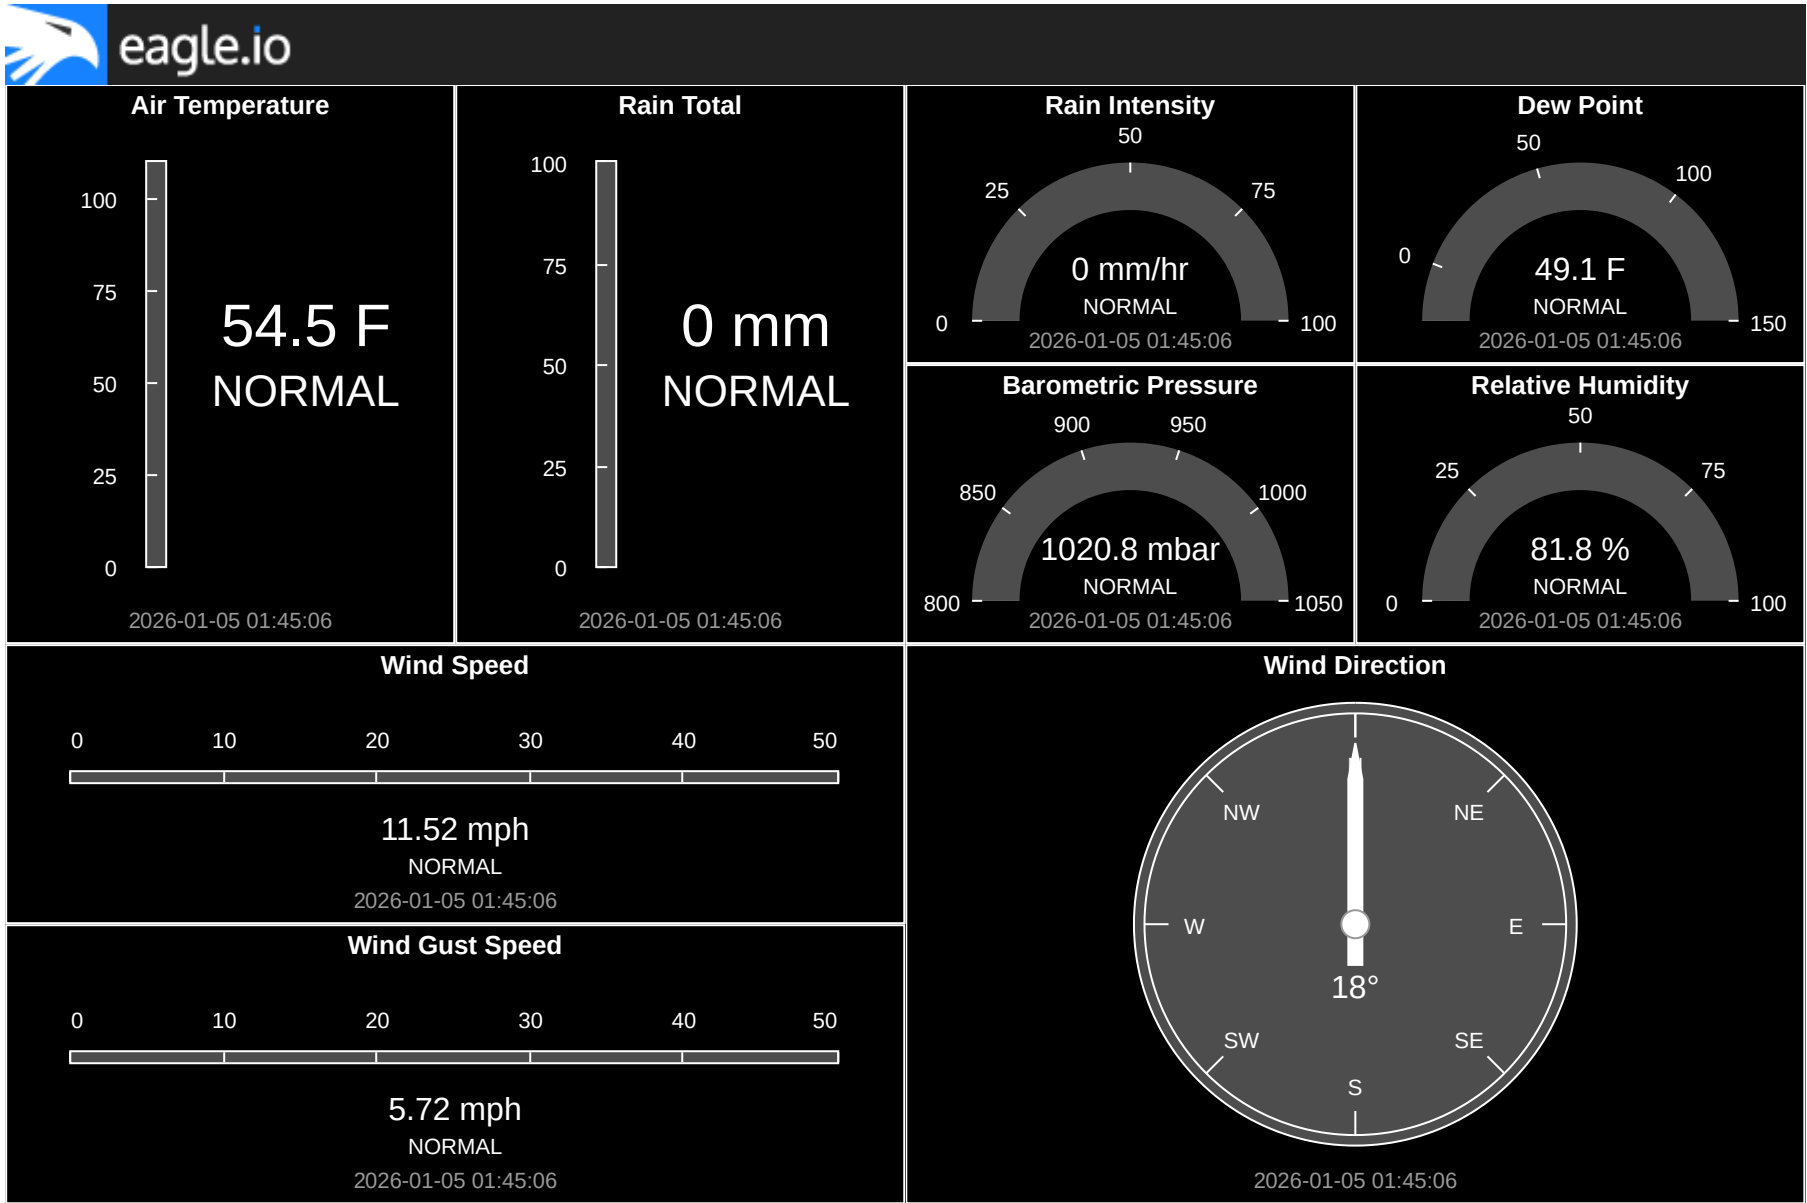 eagle.io
Air Temperature
100
75
50
25
0
54.5 F
NORMAL
2026-01-05 01:45:06
Rain Total
100
75
50
25
0
0 mm
NORMAL
2026-01-05 01:45:06
Rain Intensity
0
25
50
75
100
0 mm/hr
NORMAL
2026-01-05 01:45:06
Dew Point
0
50
100
150
49.1 F
NORMAL
2026-01-05 01:45:06
Barometric Pressure
800
850
900
950
1000
1050
1020.8 mbar
NORMAL
2026-01-05 01:45:06
Relative Humidity
0
25
50
75
100
81.8 %
NORMAL
2026-01-05 01:45:06
Wind Speed
0 10 20 30 40 50
11.52 mph
NORMAL
2026-01-05 01:45:06
Wind Gust Speed
0 10 20 30 40 50
5.72 mph
NORMAL
2026-01-05 01:45:06
Wind Direction
NW NE
W E
18°
SW SE
S
2026-01-05 01:45:06